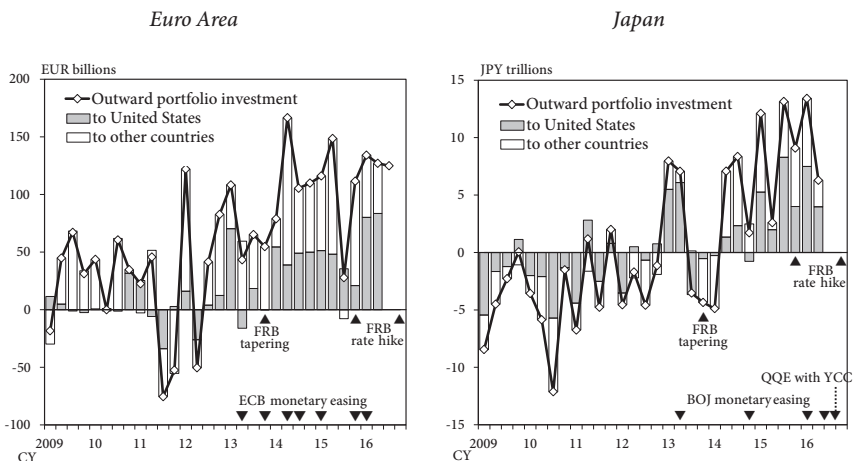 Euro Area
EUR billions
200
150
100
50
0
-50
-100
Outward portfolio investment
to United States
to other countries
FRB
tapering
FRB
rate hike
ECB monetary easing
2009 10 11 12 13 14 15 16
CY
Japan
JPY trillions
15
10
5
0
-5
-10
-15
Outward portfolio investment
to United States
to other countries
FRB
rate hike
FRB
tapering
QQE with YCC
BOJ monetary easing
2009 10 11 12 13 14 15 16
CY